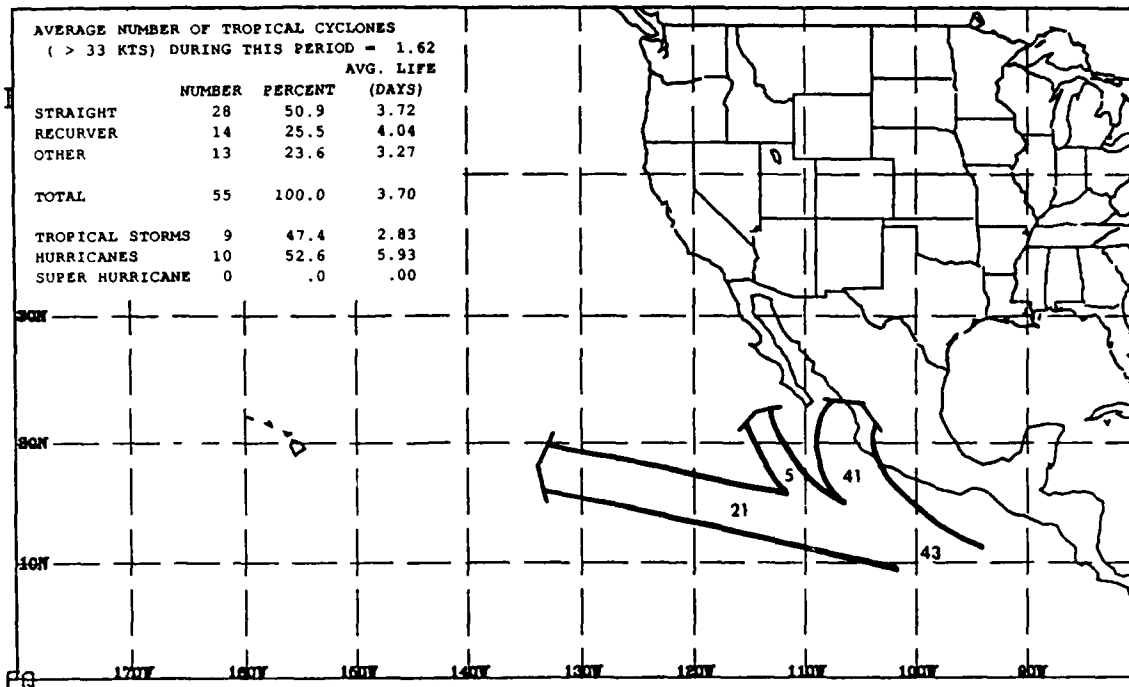 AVERAGE NUMBER OF TROPICAL CYCLONES
( > 33 KTS) DURING THIS PERIOD = 1.62
AVG. LIFE
NUMBER PERCENT (DAYS)
STRAIGHT 28 50.9 3.72
RECURVER 14 25.5 4.04
OTHER 13 23.6 3.27
TOTAL 55 100.0 3.70
TROPICAL STORMS 9 47.4 2.83
HURRICANES 10 52.6 5.93
SUPER HURRICANE 0 .0 .00
30N
20N
5 41
21
43
10N
170W 160W 150W 140W 130W 120W 110W 100W 90W